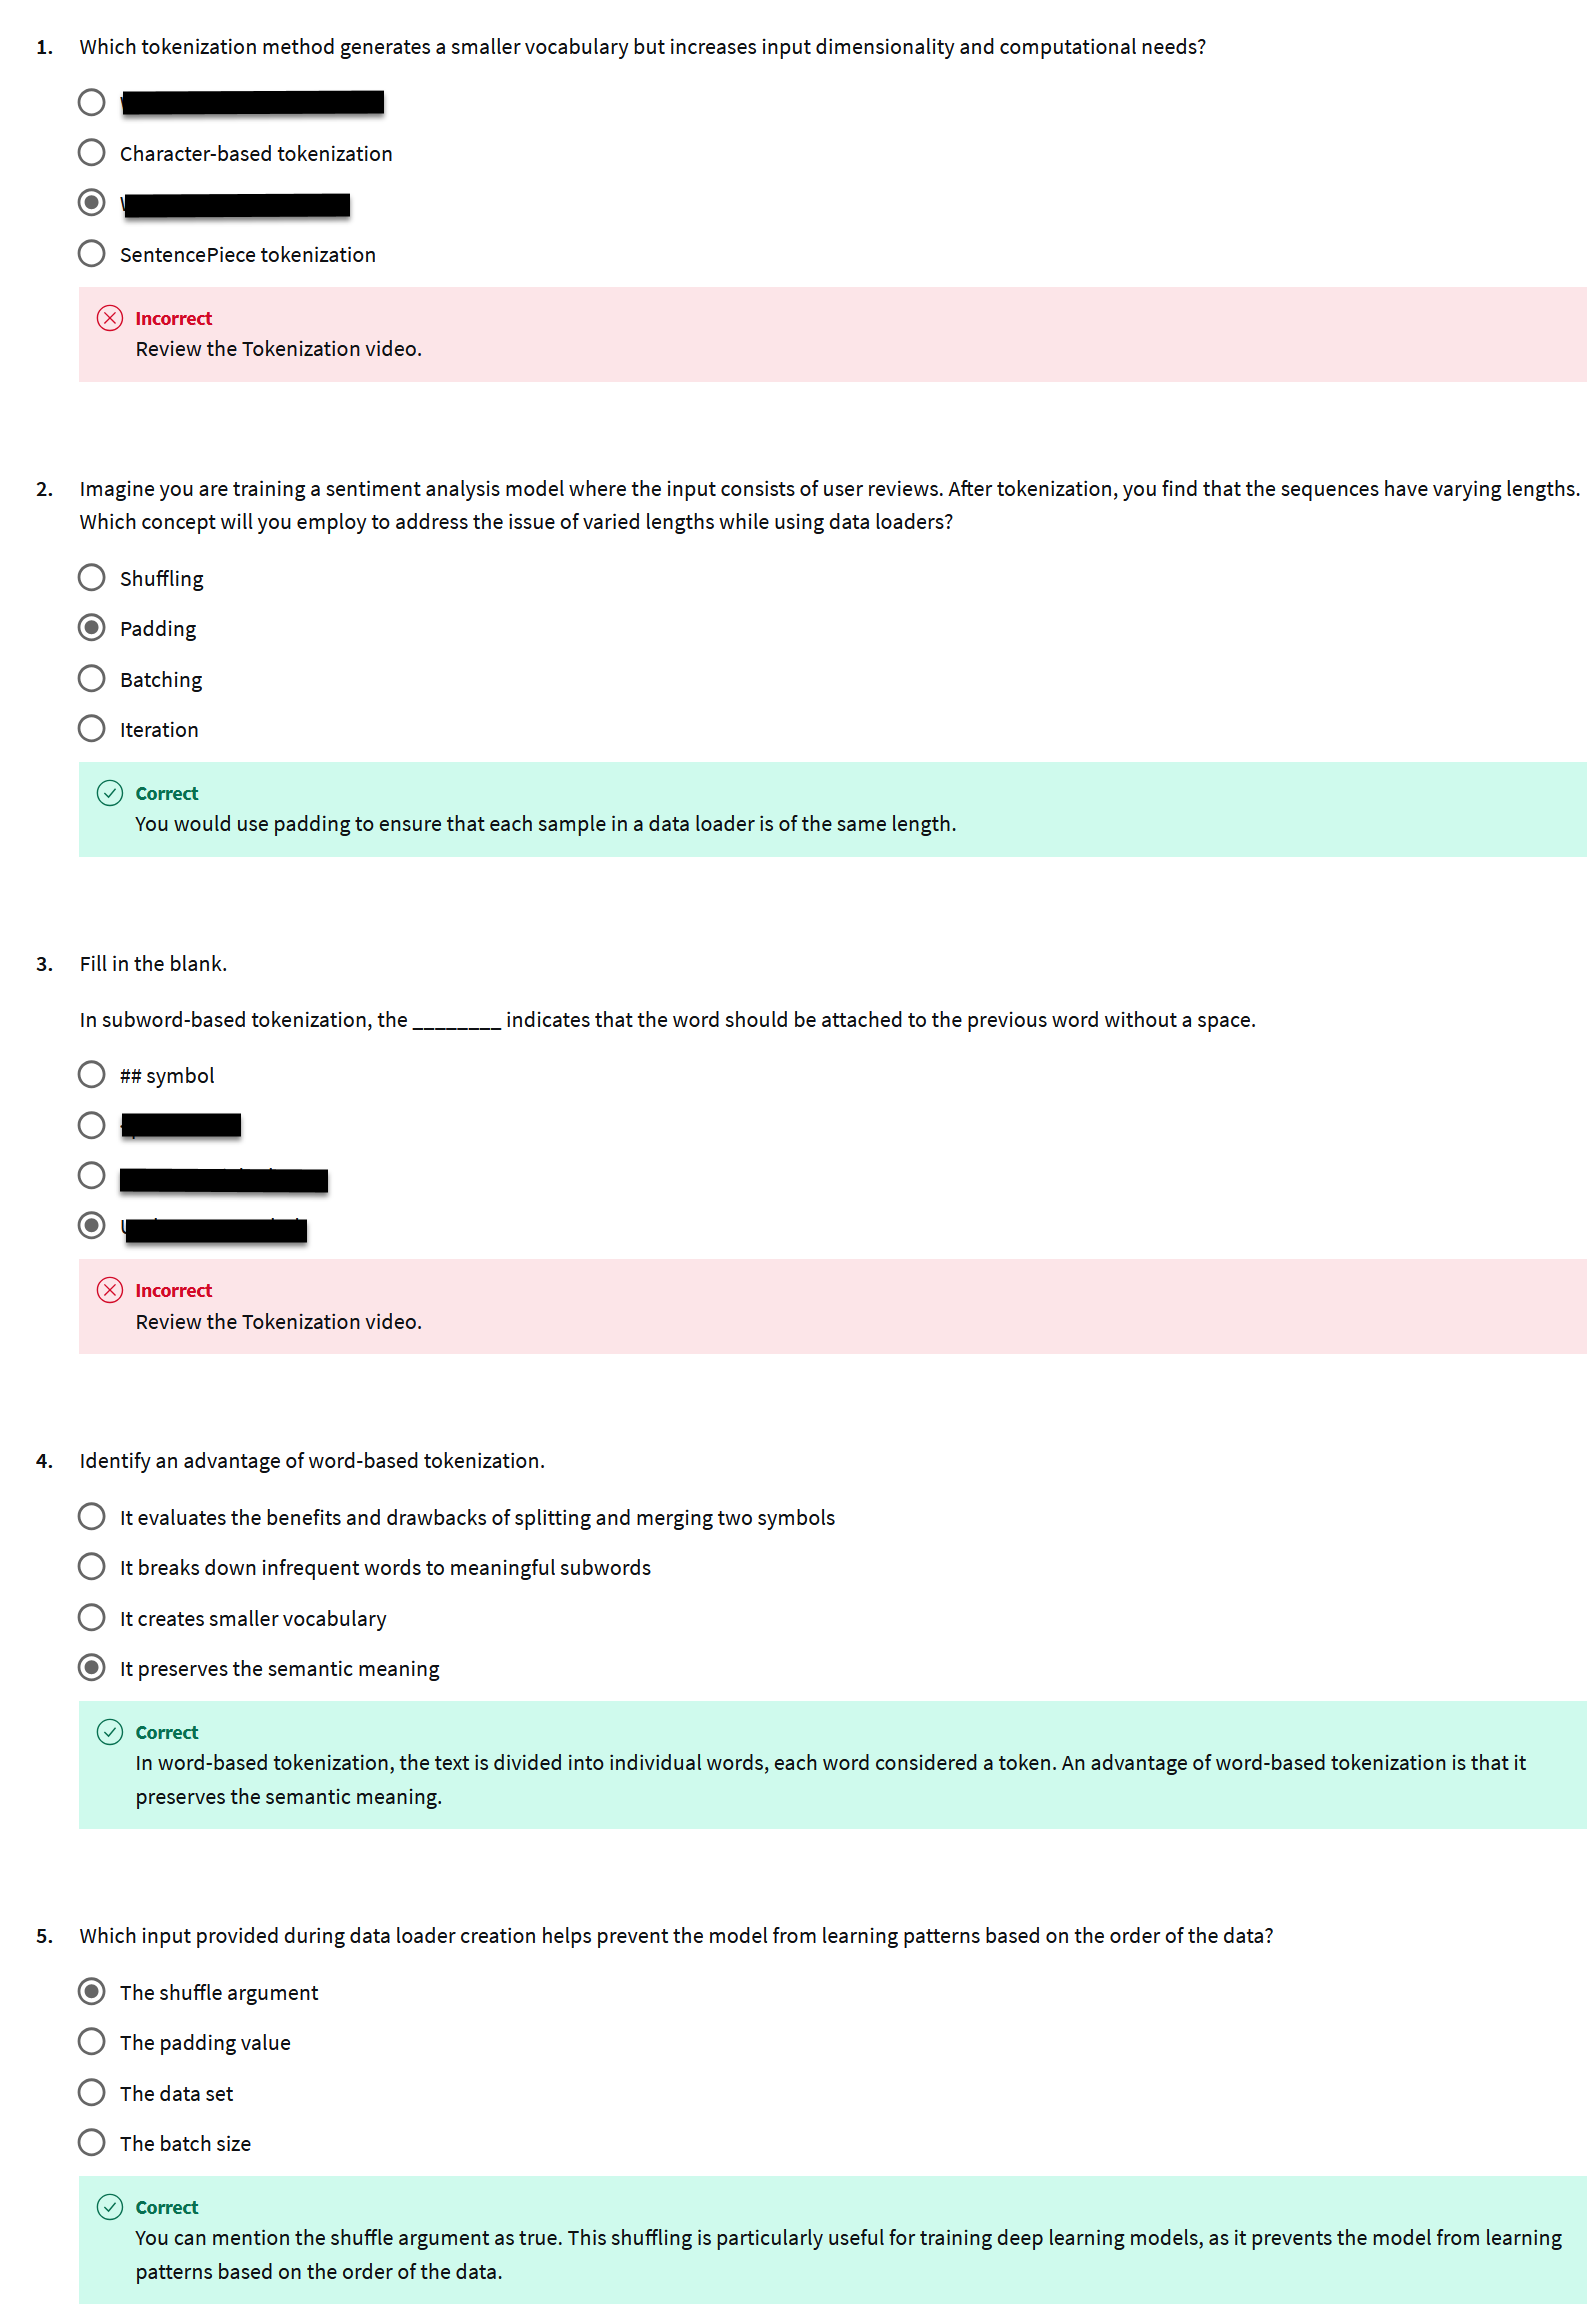 1. Which tokenization method generates a smaller vocabulary but increases input dimensionality and computational needs?
Character-based tokenization
SentencePiece tokenization
Incorrect
Review the Tokenization video.
2. Imagine you are training a sentiment analysis model where the input consists of user reviews. After tokenization, you find that the sequences have varying lengths.
Which concept will you employ to address the issue of varied lengths while using data loaders?
Shuffling
Padding
Batching
Iteration
Correct
You would use padding to ensure that each sample in a data loader is of the same length.
3. Fill in the blank.
In subword-based tokenization, the ________ indicates that the word should be attached to the previous word without a space.
## symbol
Incorrect
Review the Tokenization video.
4. Identify an advantage of word-based tokenization.
It evaluates the benefits and drawbacks of splitting and merging two symbols
It breaks down infrequent words to meaningful subwords
It creates smaller vocabulary
It preserves the semantic meaning
Correct
In word-based tokenization, the text is divided into individual words, each word considered a token. An advantage of word-based tokenization is that it
preserves the semantic meaning.
5. Which input provided during data loader creation helps prevent the model from learning patterns based on the order of the data?
The shuffle argument
The padding value
The data set
The batch size
Correct
You can mention the shuffle argument as true. This shuffling is particularly useful for training deep learning models, as it prevents the model from learning
patterns based on the order of the data.